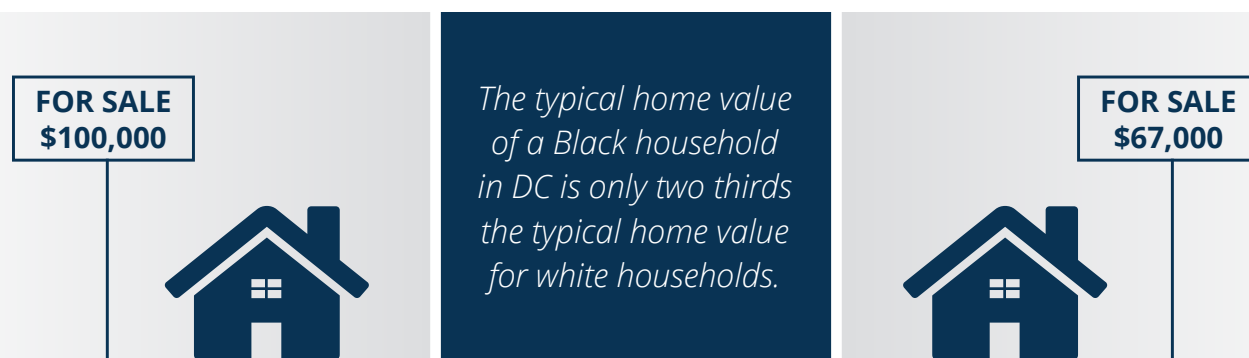 FOR SALE
$100,000
The typical home value
of a Black household
in DC is only two thirds
the typical home value
for white households.
FOR SALE
$67,000